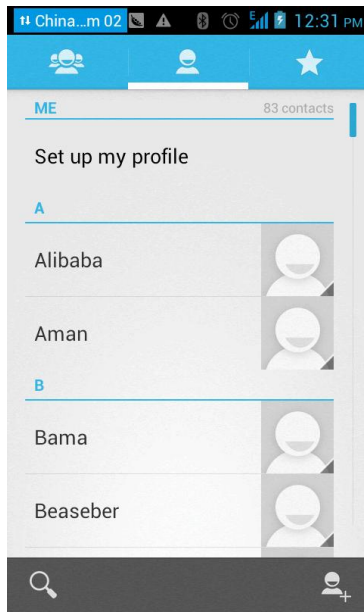 China...m 02 E 12:31 PM
ME 83 contacts
Set up my profile
A
Alibaba
Aman
B
Bama
Beaseber